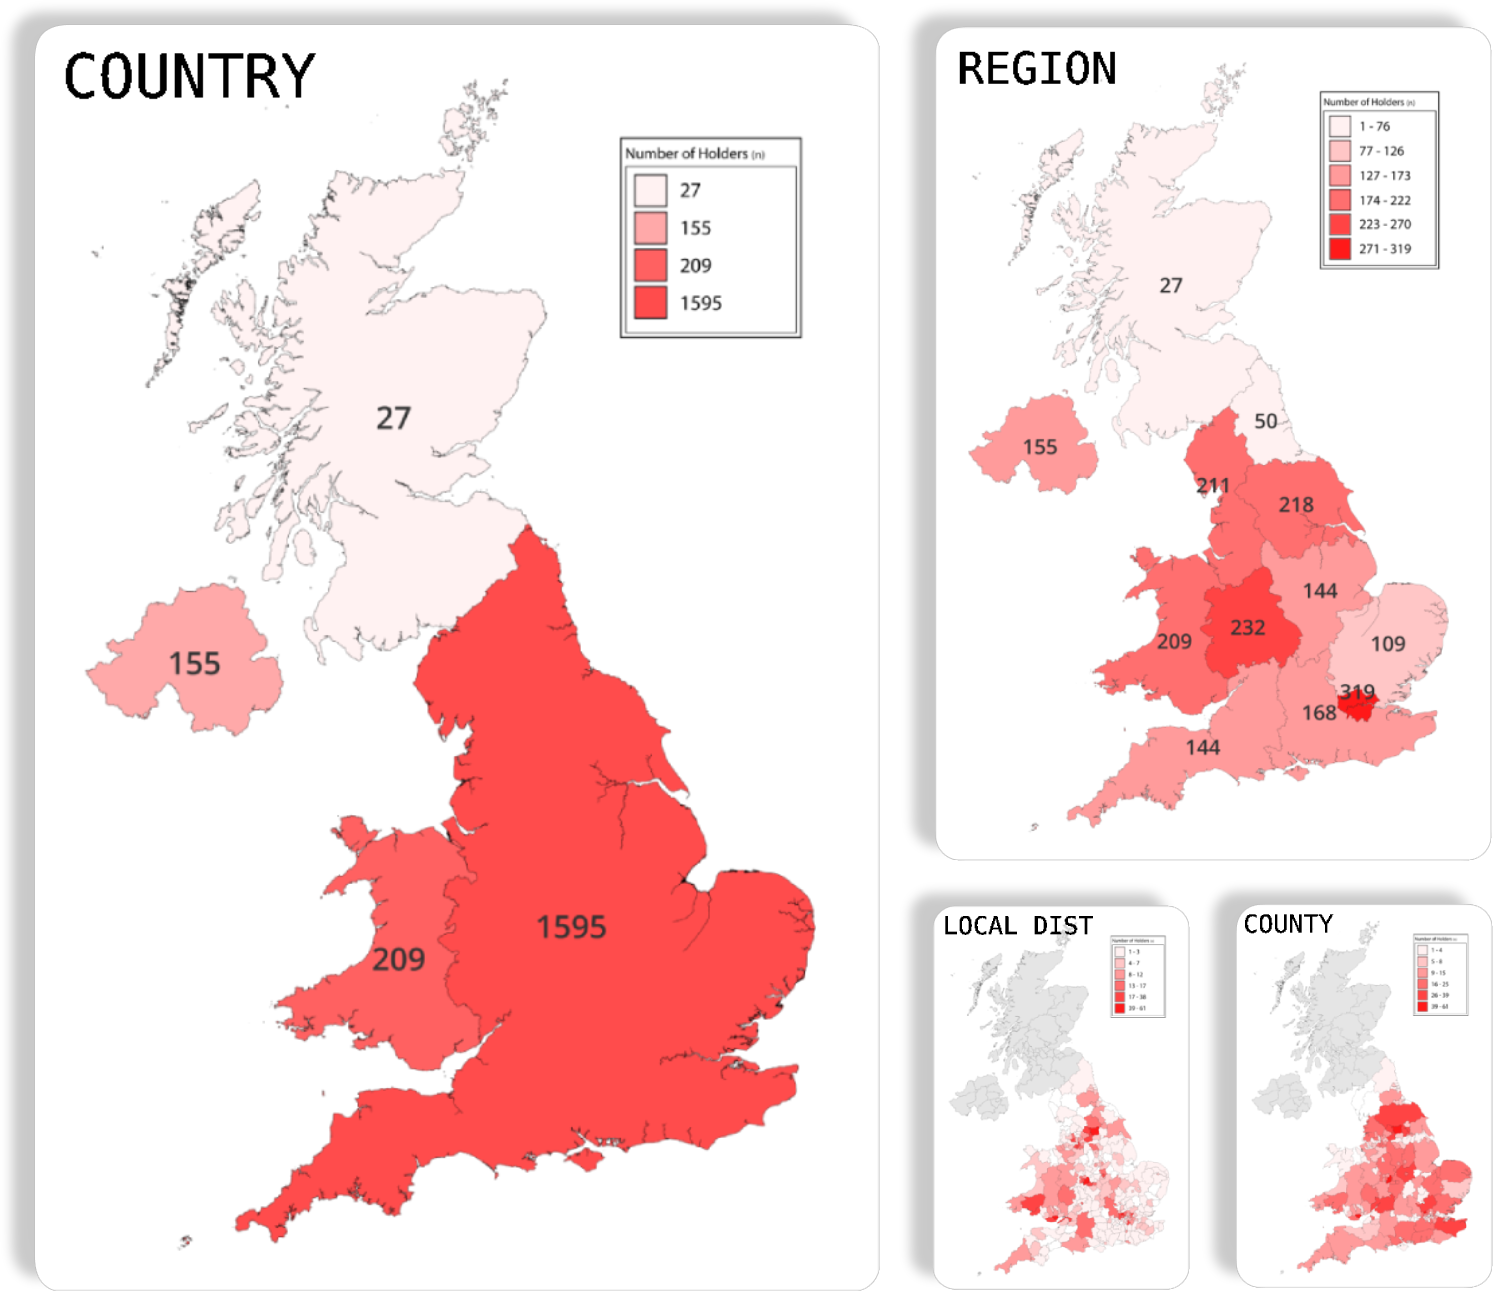 COUNTRY
Number of Holders (n)
27
155
209
1595
27
155
1595
209
REGION
Number of Holders (n)
1 - 76
77 - 126
127 - 173
174 - 222
223 - 270
271 - 319
27
50
155
211
218
144
232
209
109
319
168
144
LOCAL DIST
Number of Holders
1 - 3
4 - 7
8 - 12
13 - 17
17 - 38
39 - 61
COUNTY
Number of Holders
1 - 4
5 - 8
9 - 15
16 - 25
26 - 39
39 - 61